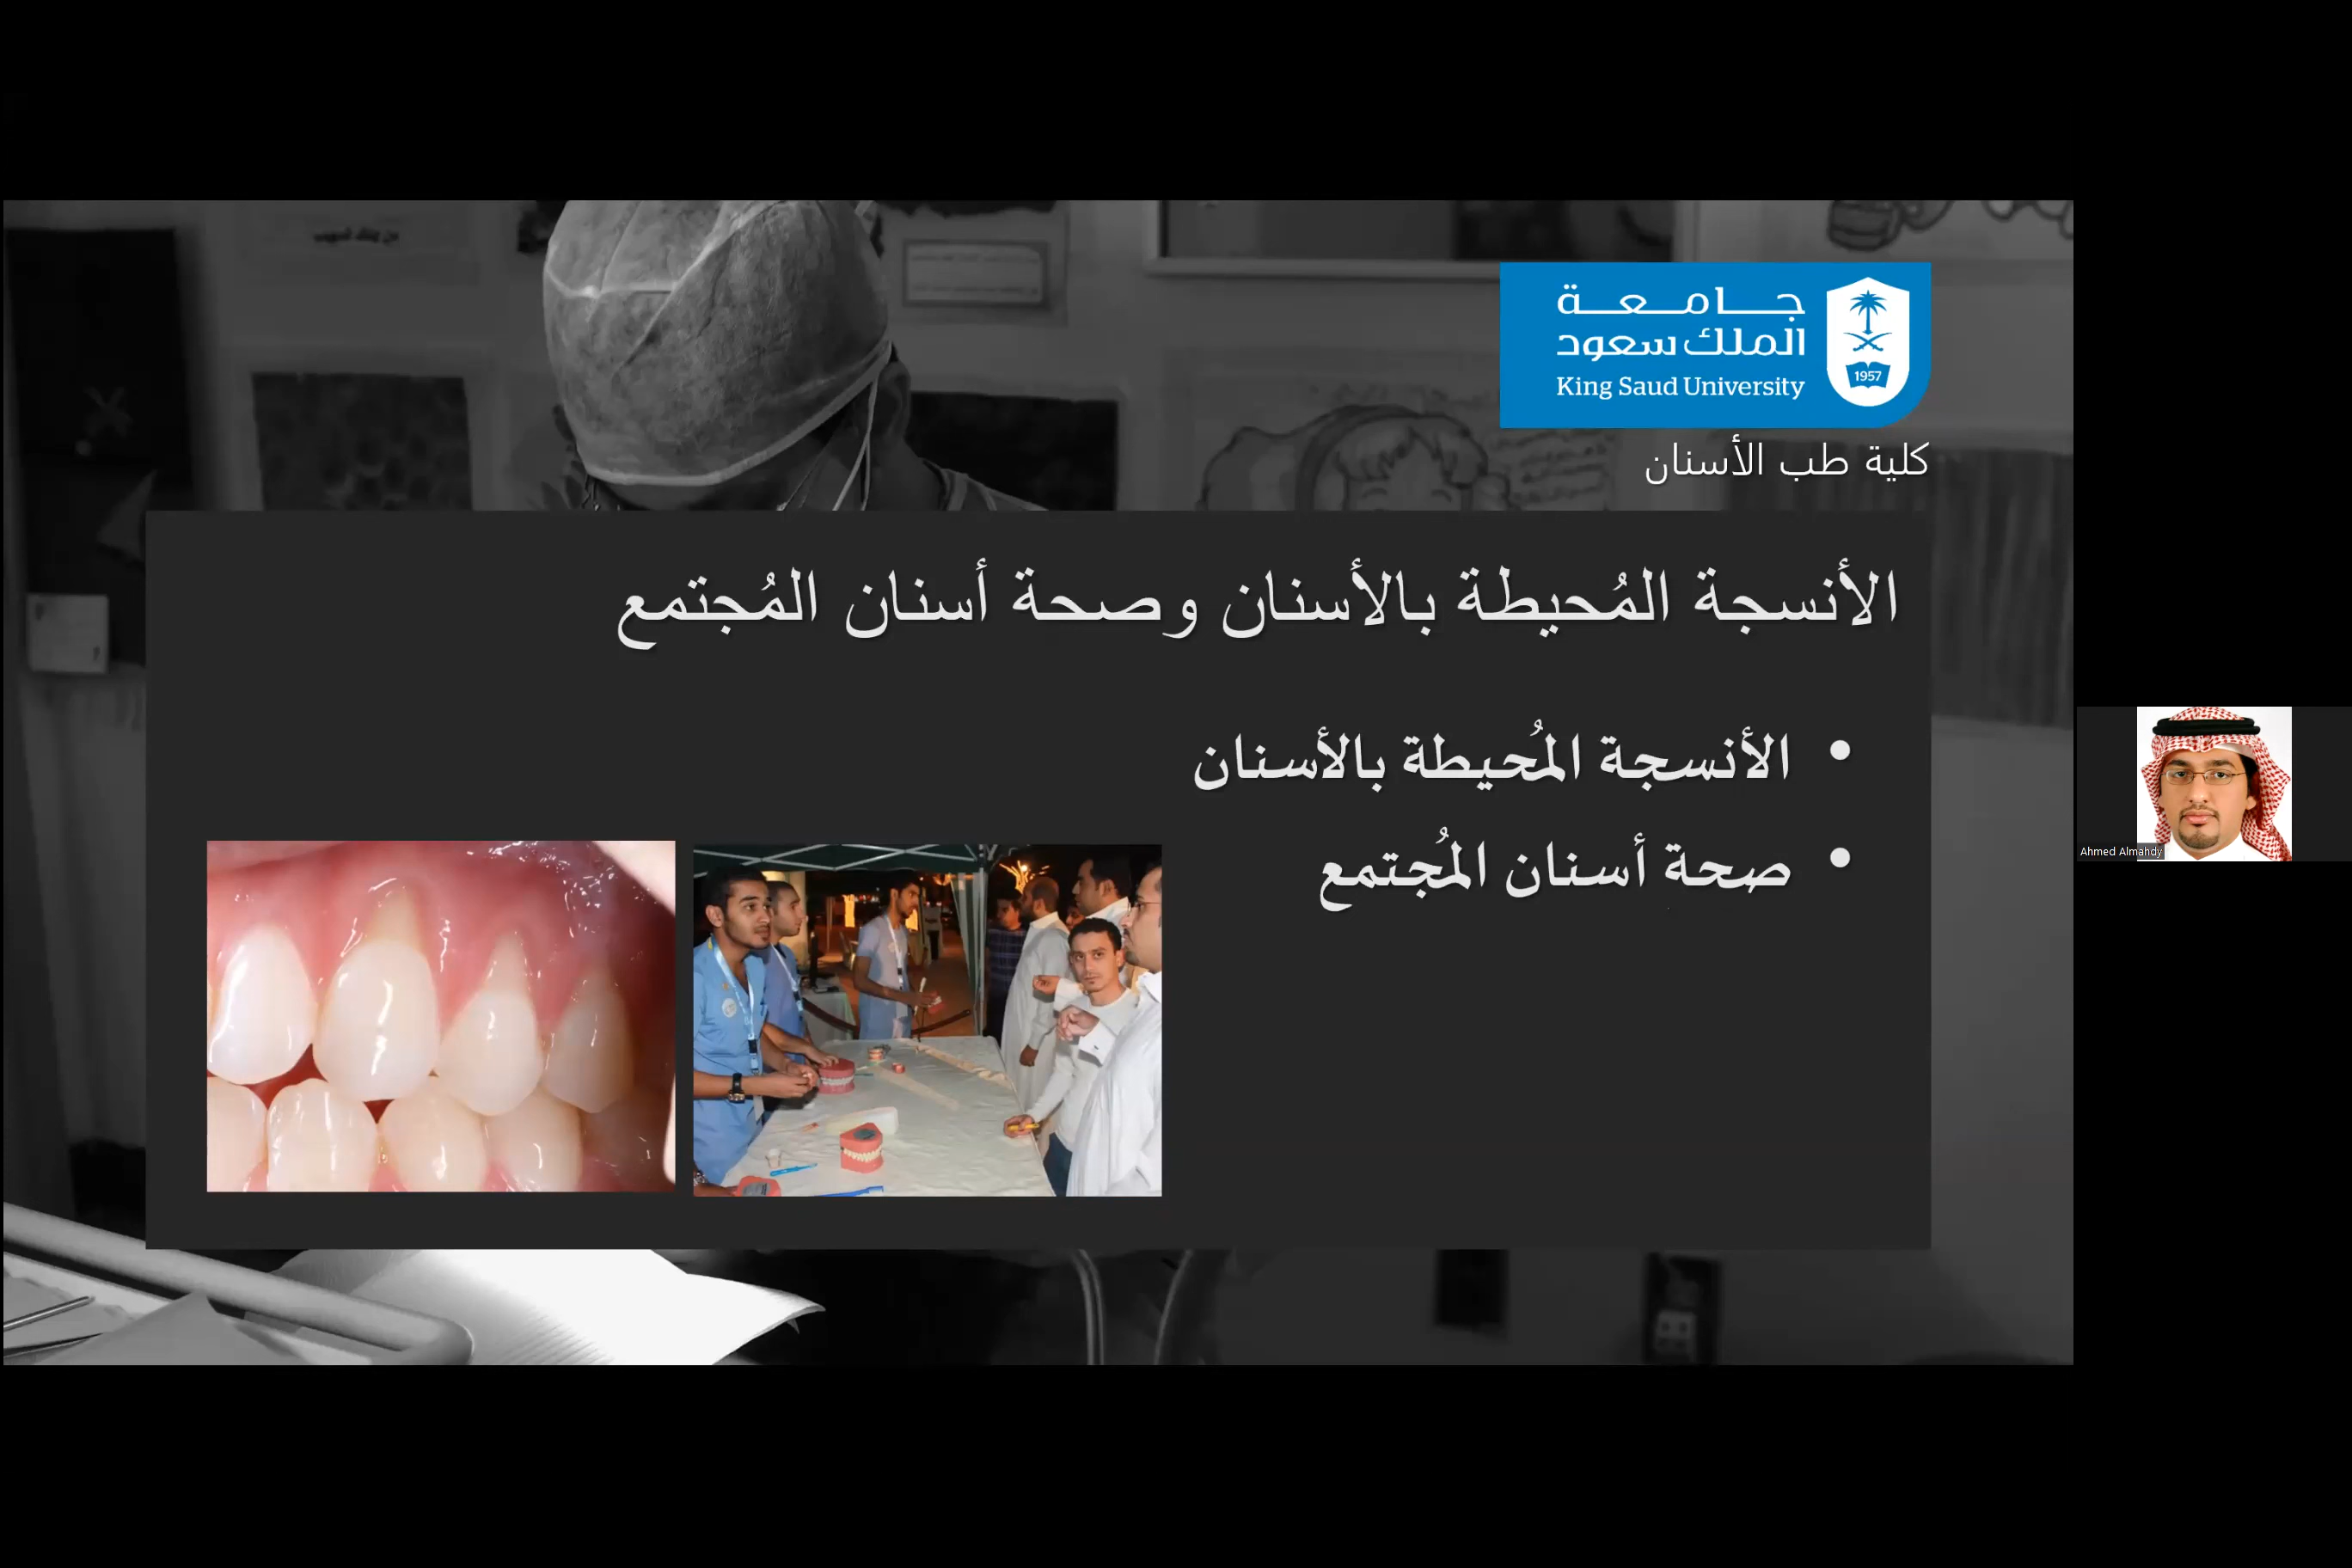 جامعة
الملك سعود
King Saud University
1957
كلية طب الأسنان
الأنسجة المُحيطة بالأسنان وصحة أسنان المُجتمع
• الأنسجة المُحيطة بالأسنان
• صحة أسنان المُجتمع
Ahmed Almahdy